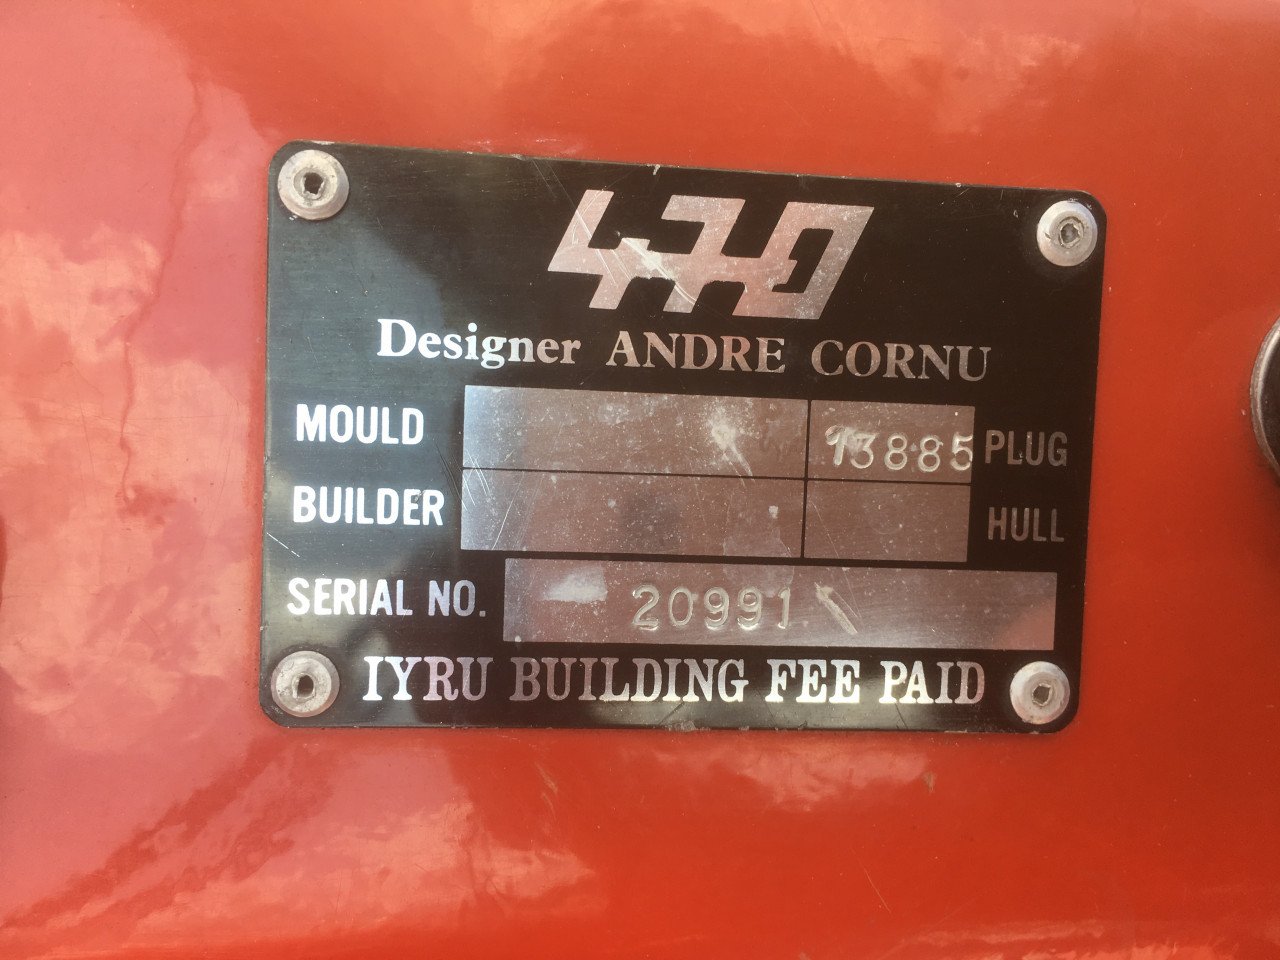 470
Designer ANDRE CORNU
MOULD 13885 PLUG
BUILDER HULL
SERIAL NO. 20991
IYRU BUILDING FEE PAID